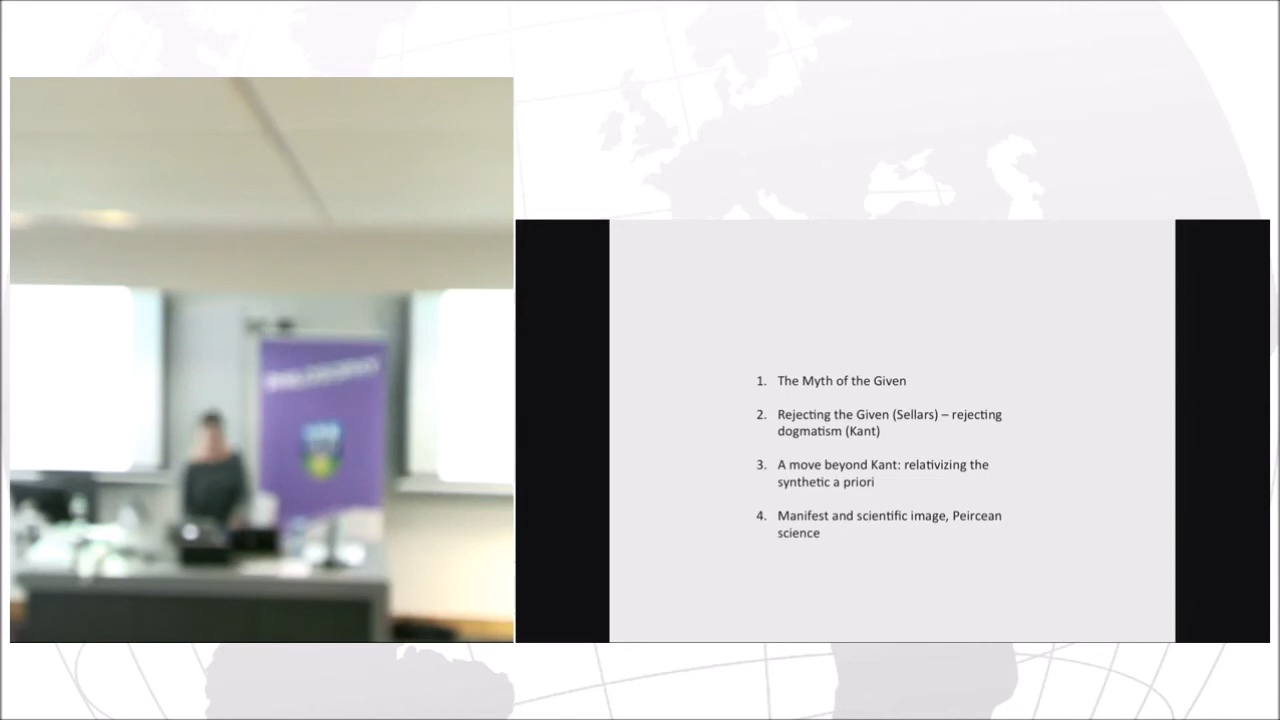 1. The Myth of the Given
2. Rejecting the Given (Sellars) – rejecting
dogmatism (Kant)
3. A move beyond Kant: relativizing the
synthetic a priori
4. Manifest and scientific image, Peircean
science